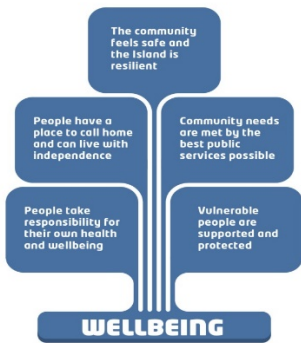 The community
feels safe and
the Island is
resilient
People have a
place to call home
and can live with
independence
Community needs
are met by the
best public
services possible
People take
responsibility for
their own health
and wellbeing
Vulnerable
people are
supported and
protected
WELLBEING